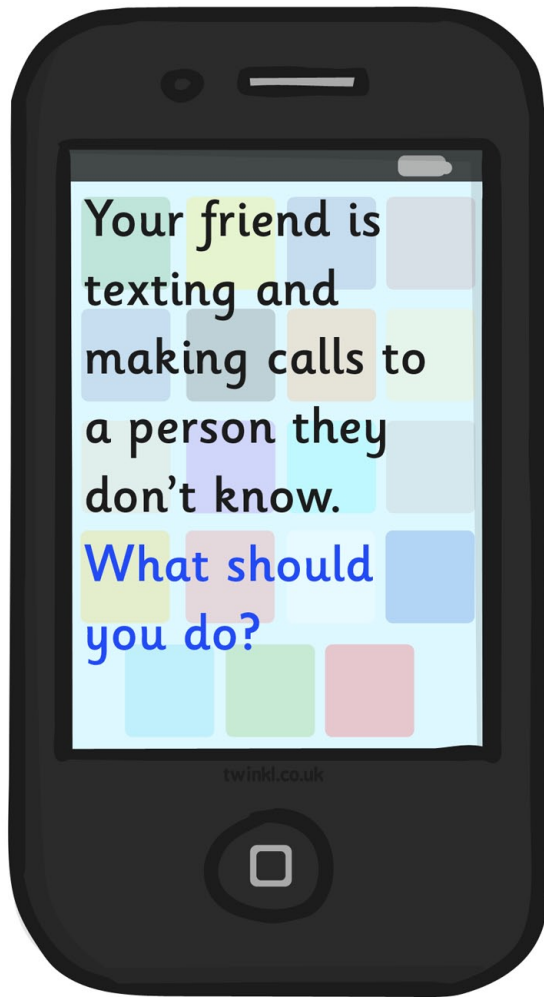 Your friend is
texting and
making calls to
a person they
don't know.
What should
you do?
twinkl.co.uk